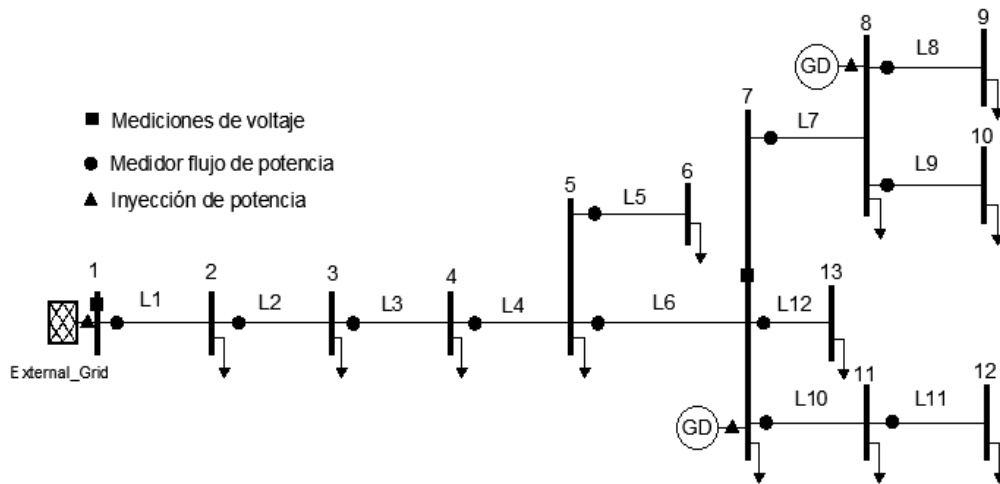 Mediciones de voltaje
Medidor flujo de potencia
Inyección de potencia
1
2
3
4
5
6
7
8
9
10
11
12
13
L1
L2
L3
L4
L5
L6
L7
L8
L9
L10
L11
L12
GD
GD
External_Grid